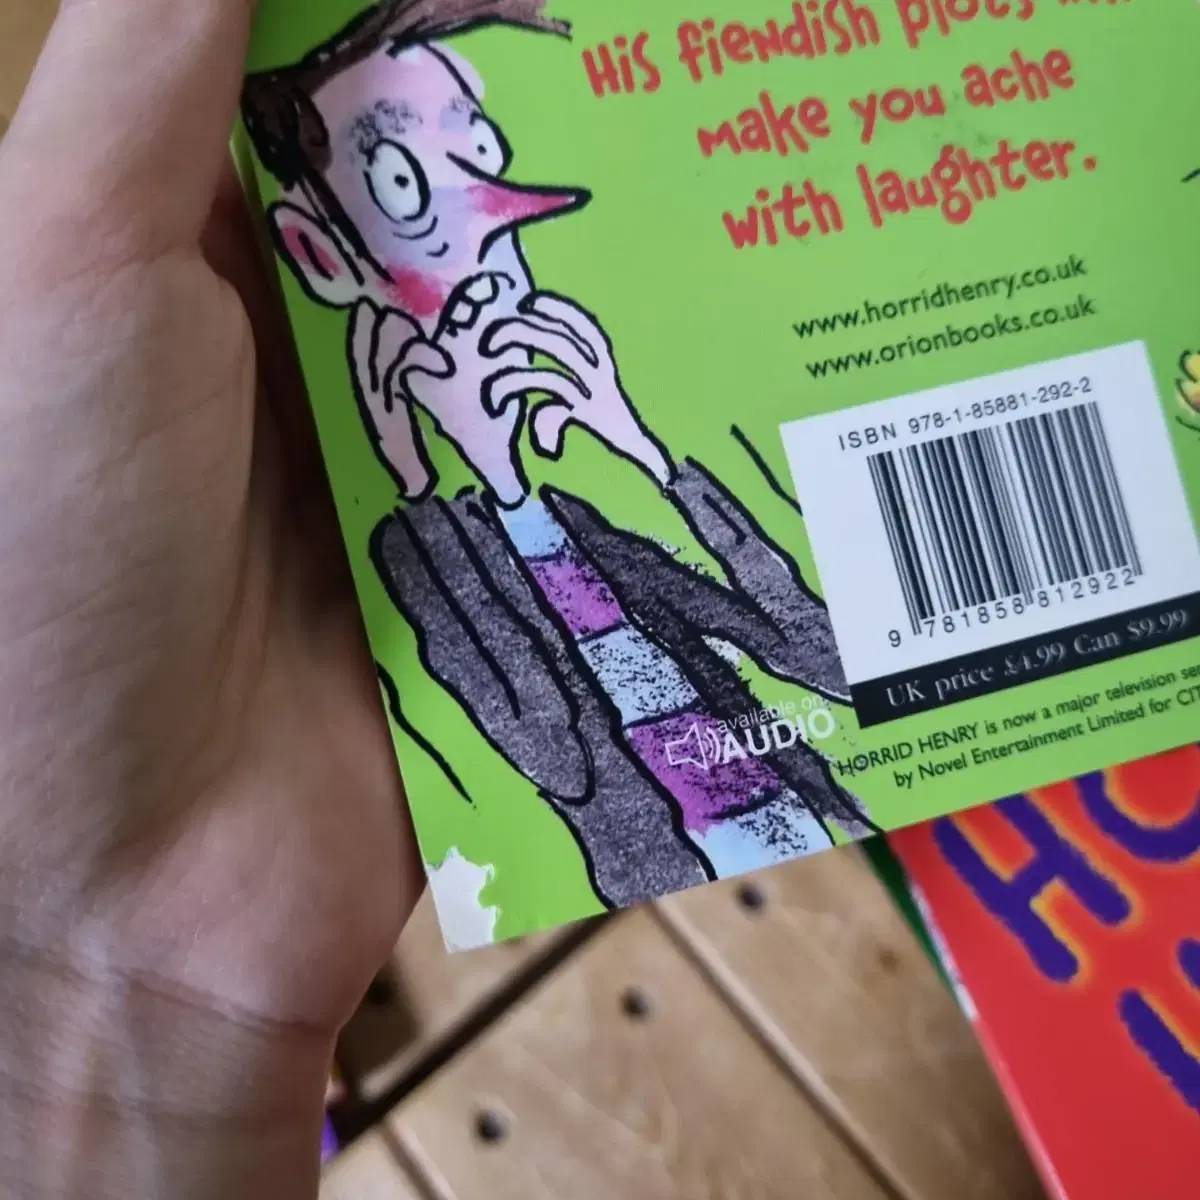 His fiendish plots
make you ache
with laughter.
www.horridhenry.co.uk
www.orionbooks.co.uk
ISBN 978-1-85881-292-2
9 781858 812922
UK price £4.99 Can $9.99
available on
AUDIO
HORRID HENRY is now a major television
by Novel Entertainment Limited for